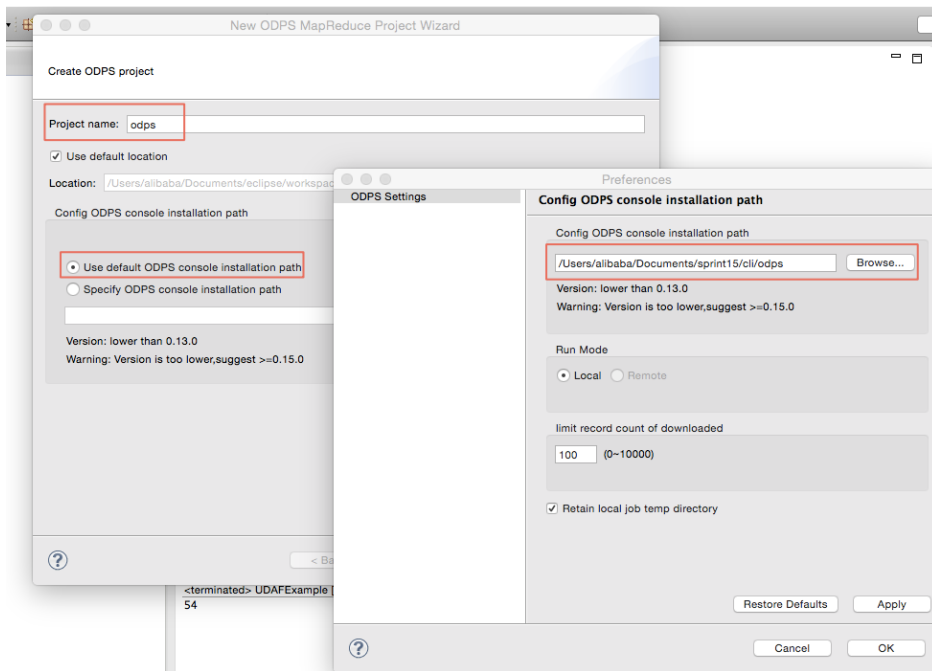 New ODPS MapReduce Project Wizard
Create ODPS project
Project name: odps
Use default location
Location: /Users/alibaba/Documents/eclipse/workspac
Config ODPS console installation path
Use default ODPS console installation path
Specify ODPS console installation path
Version: lower than 0.13.0
Warning: Version is too lower,suggest >=0.15.0
?
< Ba
<terminated> UDAFExample [
54
Preferences
ODPS Settings
Config ODPS console installation path
Config ODPS console installation path
/Users/alibaba/Documents/sprint15/cli/odps Browse...
Version: lower than 0.13.0
Warning: Version is too lower,suggest >=0.15.0
Run Mode
Local Remote
limit record count of downloaded
100 (0~10000)
Retain local job temp directory
Restore Defaults Apply
? Cancel OK